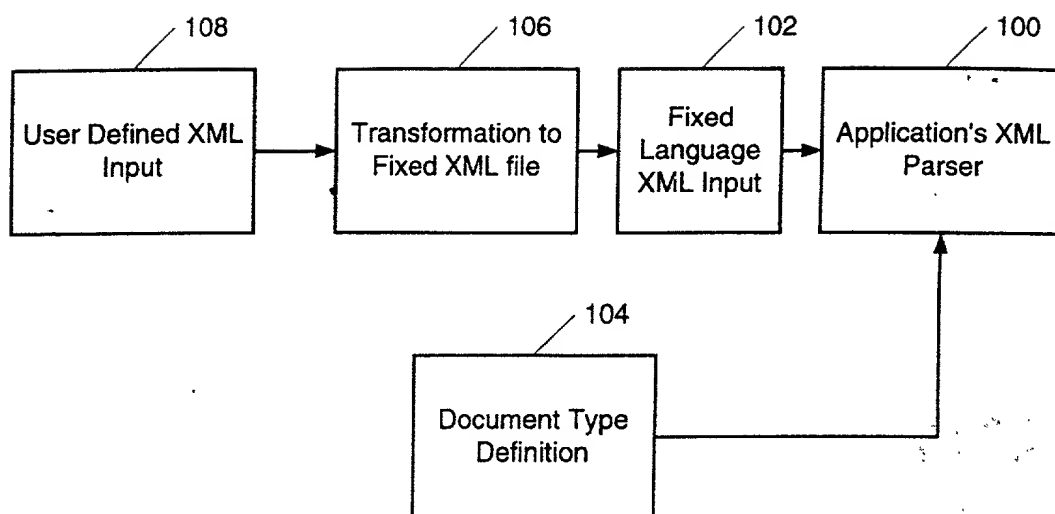 108
106
102
100
User Defined XML
Input
Transformation to
Fixed XML file
Fixed
Language
XML Input
Application's XML
Parser
104
Document Type
Definition